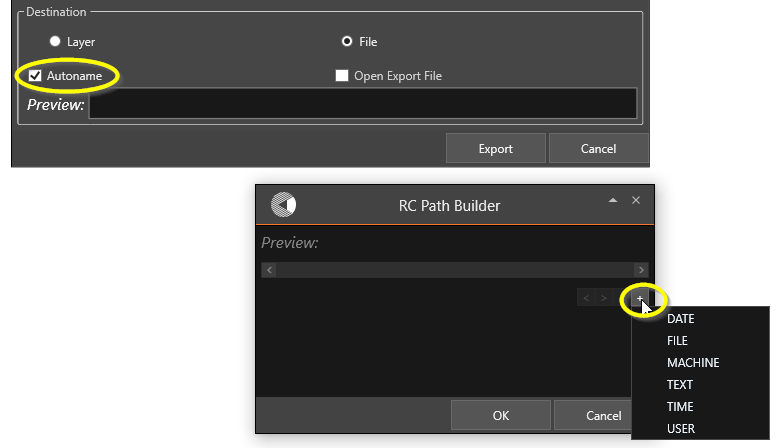 Destination
Layer
File
Autoname
Open Export File
Preview:
Export
Cancel
RC Path Builder
Preview:
DATE
FILE
MACHINE
TEXT
TIME
USER
OK
Cancel